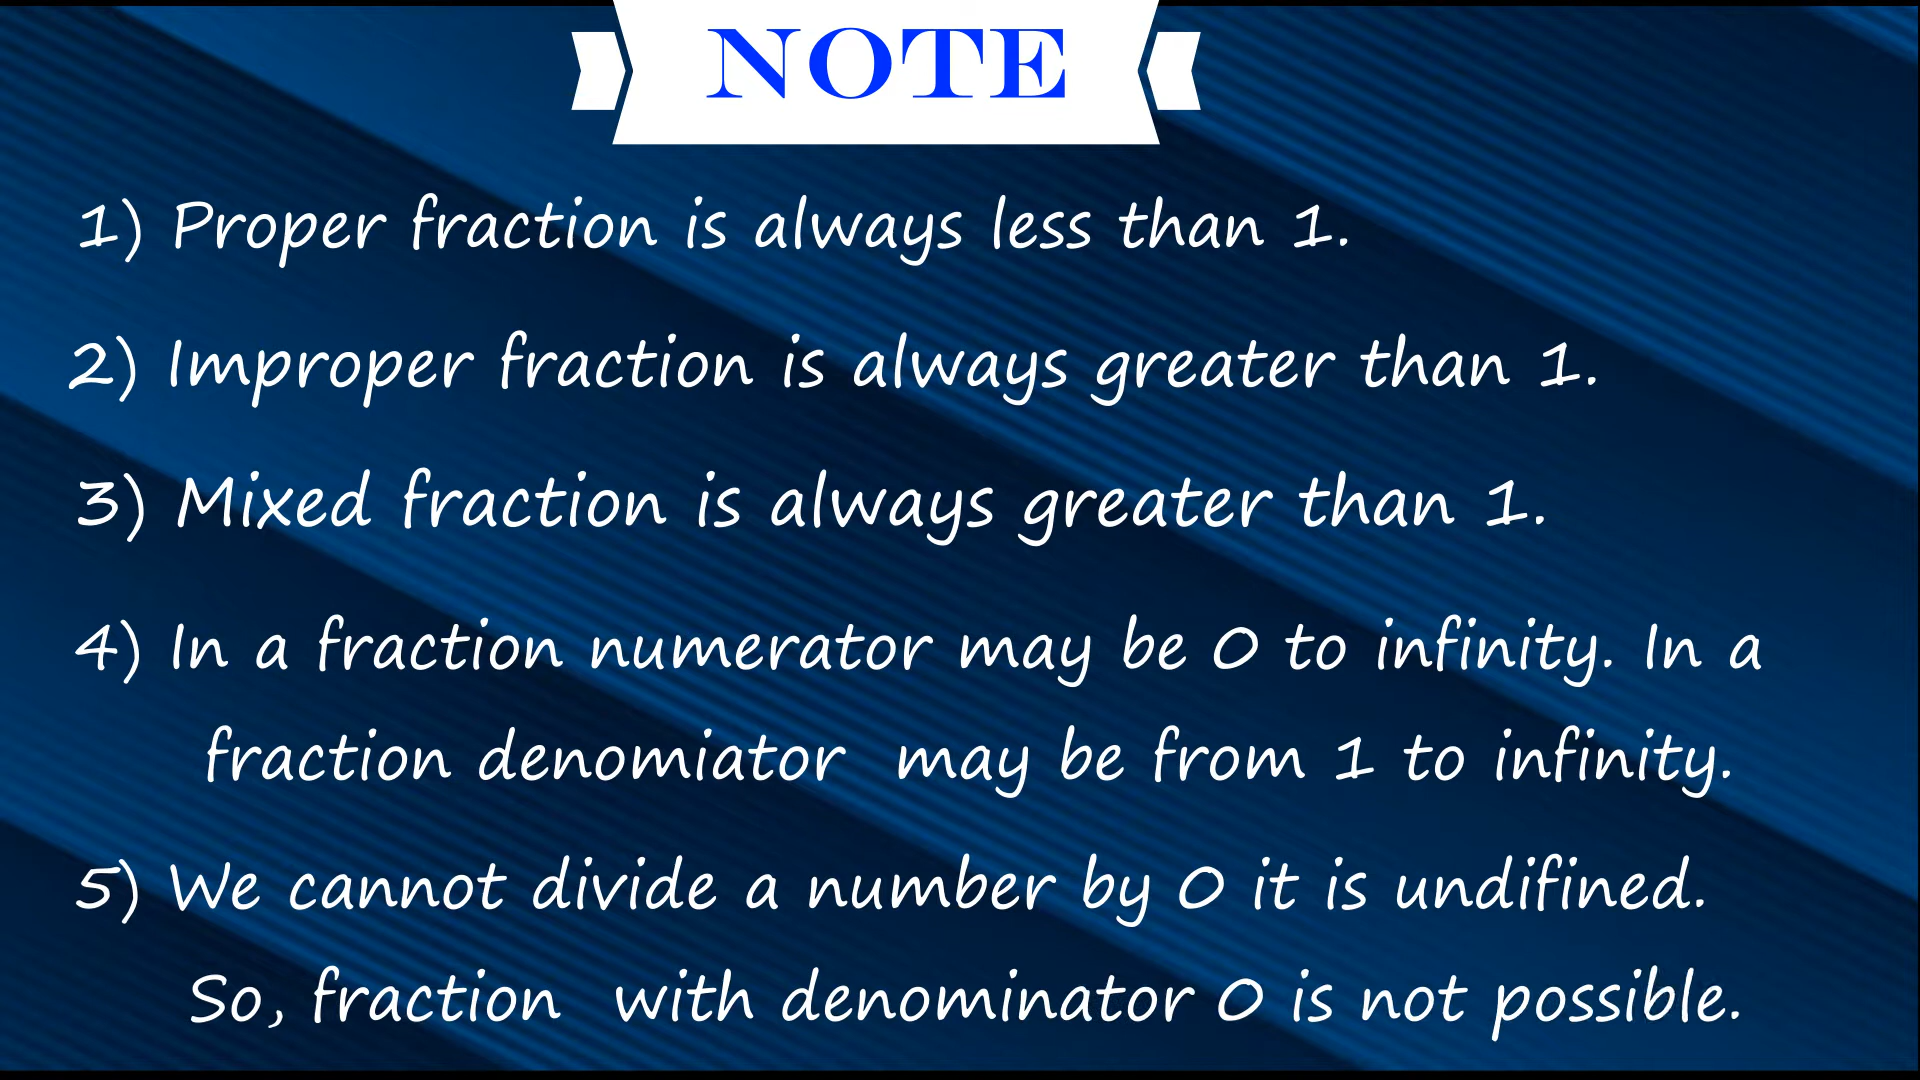 NOTE
1) Proper fraction is always less than 1.
2) Improper fraction is always greater than 1.
3) Mixed fraction is always greater than 1.
4) In a fraction numerator may be 0 to infinity. In a
fraction denomiator may be from 1 to infinity.
5) We cannot divide a number by 0 it is undifined.
So, fraction with denominator 0 is not possible.